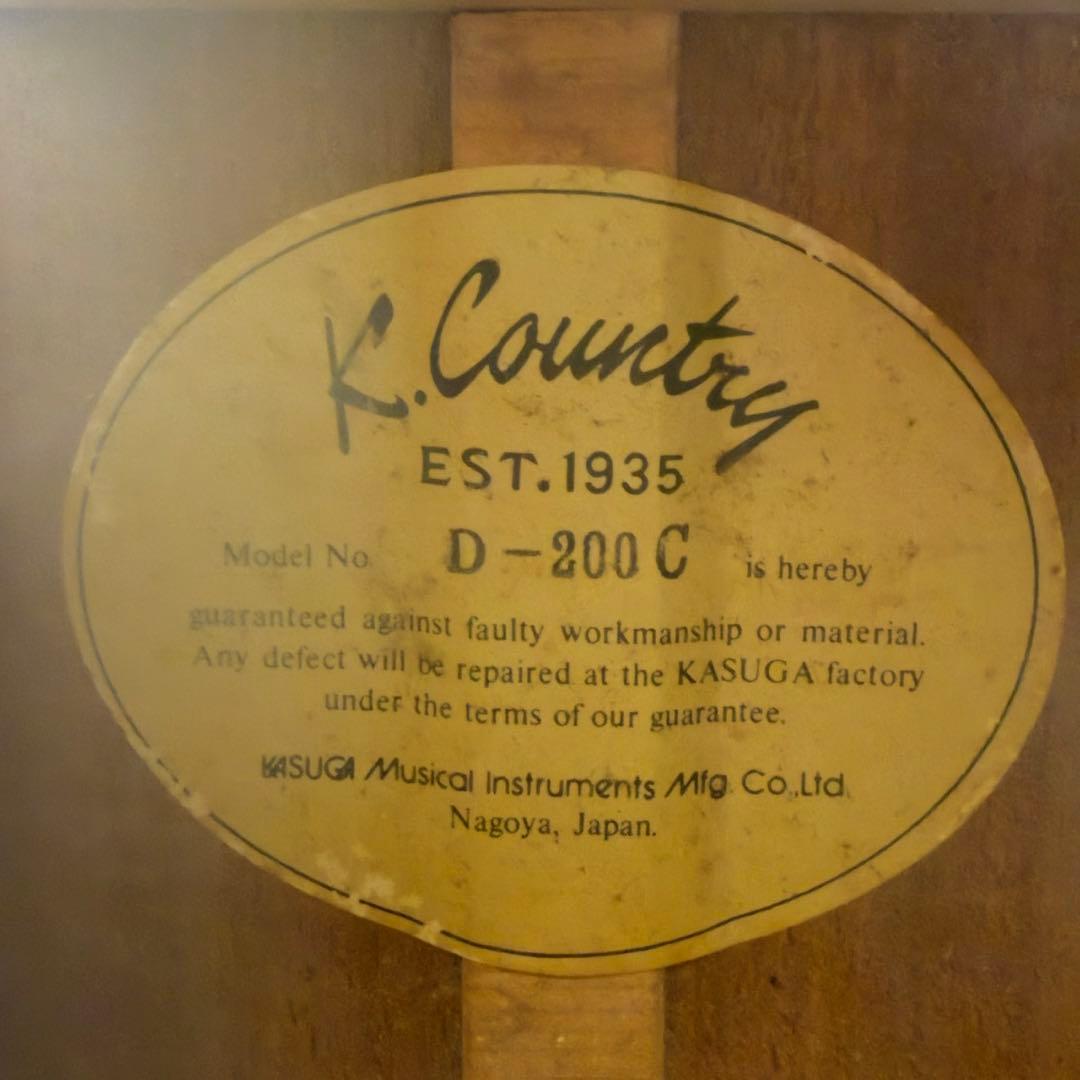 K. Country
EST. 1935
Model No D-200 C is hereby
guaranteed against faulty workmanship or material.
Any defect will be repaired at the KASUGA factory
under the terms of our guarantee.
KASUGA Musical Instruments Mfg. Co.,Ltd.
Nagoya, Japan.